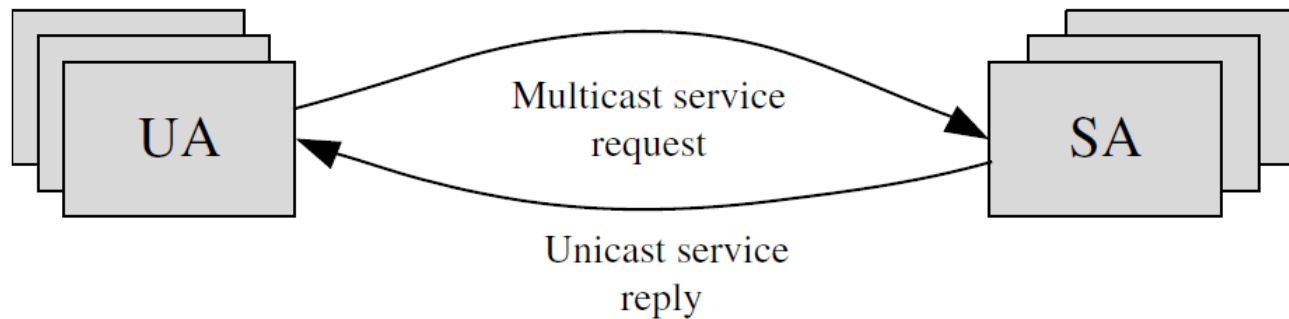 UA
Multicast service
request
SA
Unicast service
reply